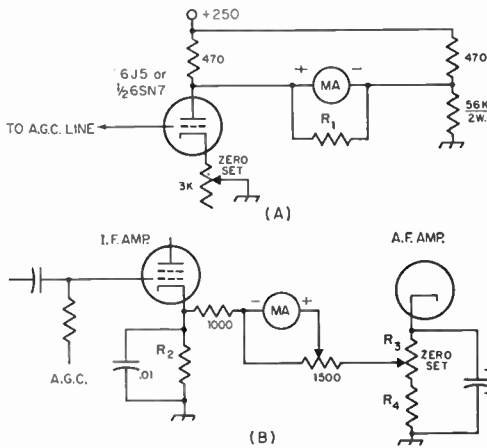 +250
470
+ MA -
470
6J5 or
½6SN7
R1
56K
2W.
TO A.G.C. LINE
ZERO
SET
3K
(A)
I.F. AMP.
A.F. AMP.
- MA +
1000
R2
.01
1500
R3
ZERO
SET
R4
A.G.C.
(B)